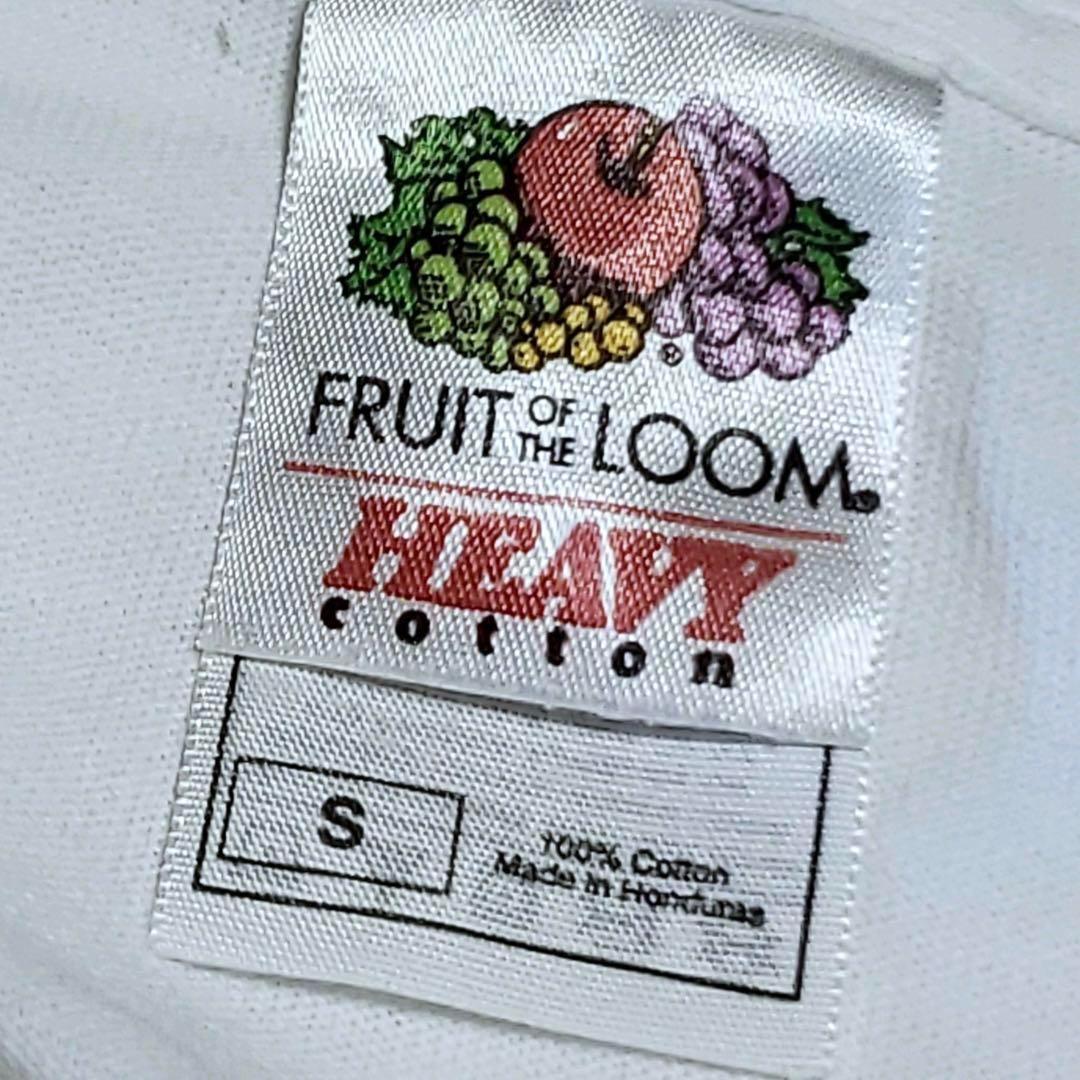 FRUIT OF THE LOOM®
HEAVY
cotton
S
100% Cotton
Made in Honduras